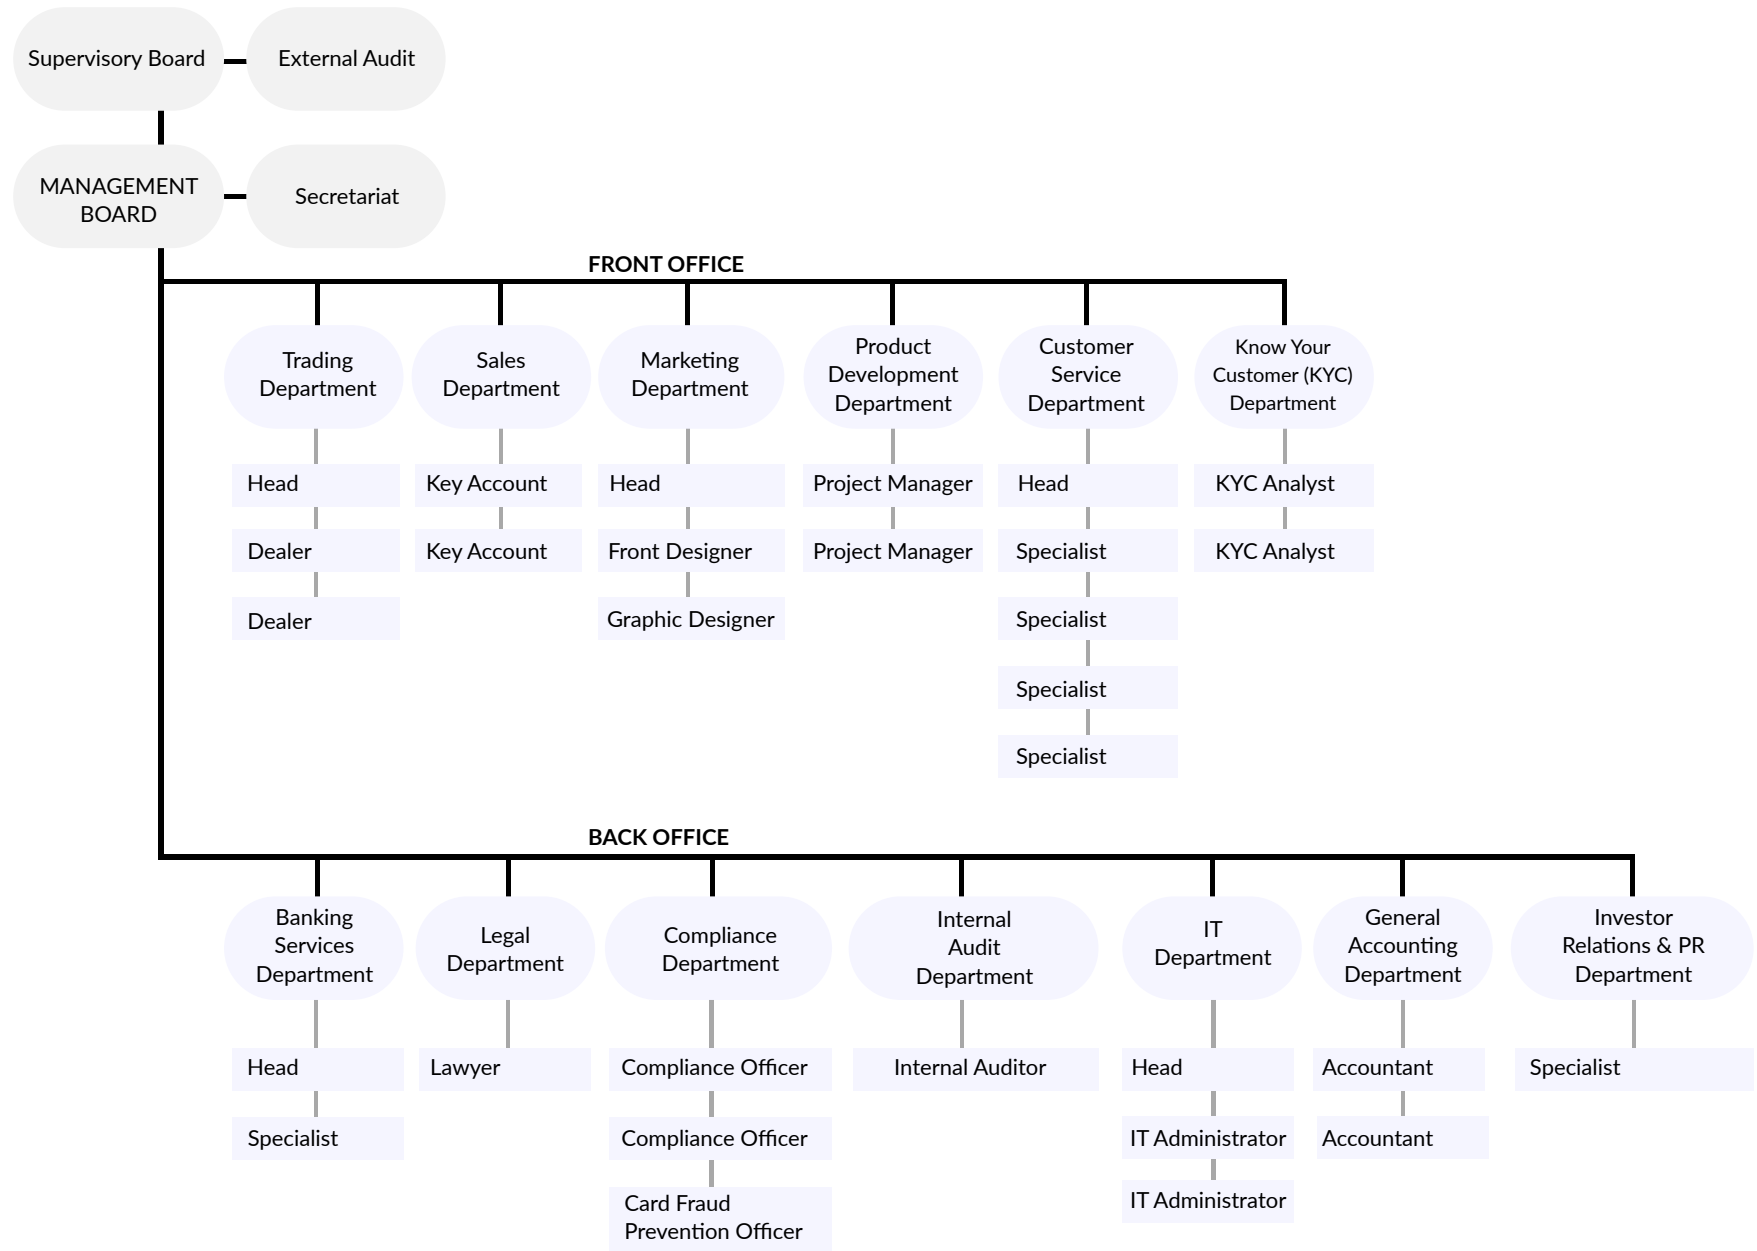 Supervisory Board
External Audit
MANAGEMENT
BOARD
Secretariat
FRONT OFFICE
Trading
Department
Head
Dealer
Dealer
Sales
Department
Key Account
Key Account
Marketing
Department
Head
Front Designer
Graphic Designer
Product
Development
Department
Project Manager
Project Manager
Customer
Service
Department
Head
Specialist
Specialist
Specialist
Specialist
Know Your
Customer (KYC)
Department
KYC Analyst
KYC Analyst
BACK OFFICE
Banking
Services
Department
Head
Specialist
Legal
Department
Lawyer
Compliance
Department
Compliance Officer
Compliance Officer
Card Fraud
Prevention Officer
Internal
Audit
Department
Internal Auditor
IT
Department
Head
IT Administrator
IT Administrator
General
Accounting
Department
Accountant
Accountant
Investor
Relations & PR
Department
Specialist